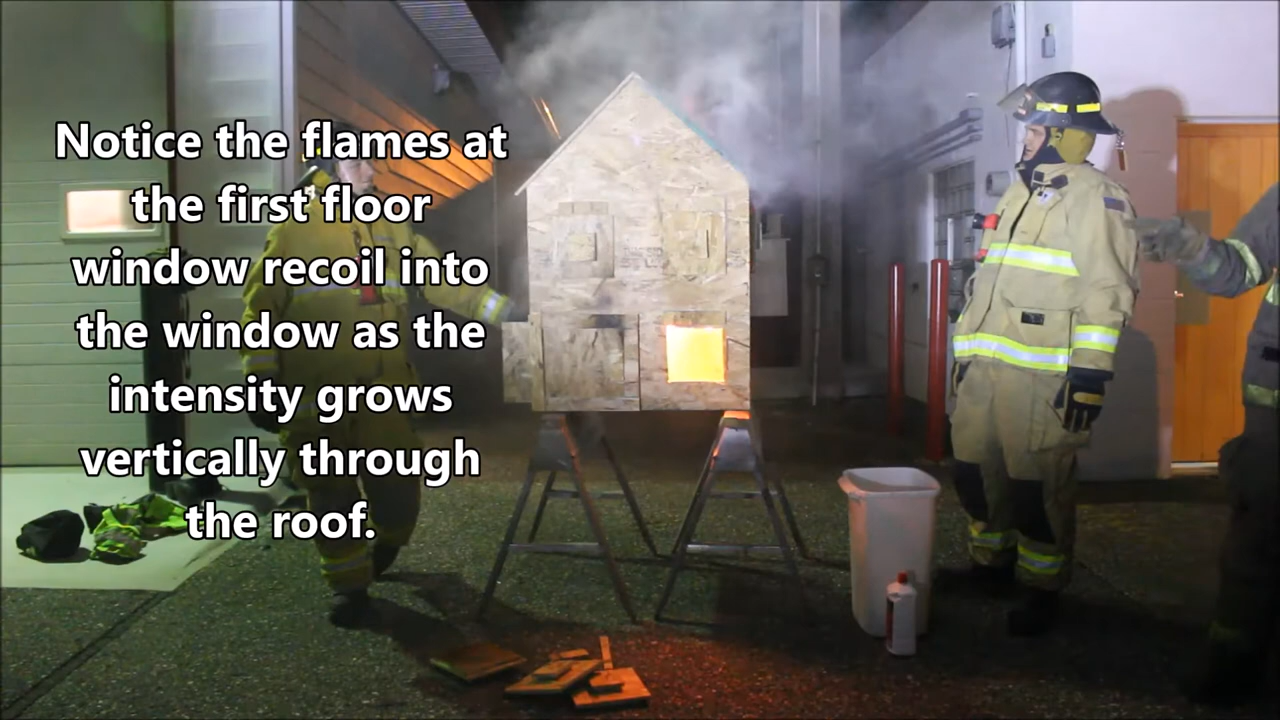 Notice the flames at
the first floor
window recoil into
the window as the
intensity grows
vertically through
the roof.